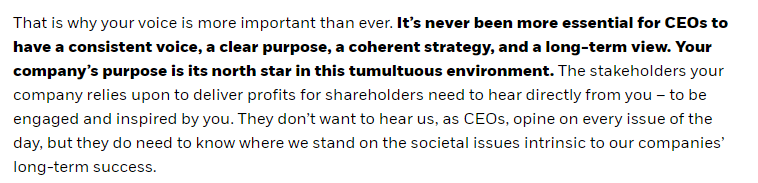 That is why your voice is more important than ever. It’s never been more essential for CEOs to
have a consistent voice, a clear purpose, a coherent strategy, and a long-term view. Your
company’s purpose is its north star in this tumultuous environment. The stakeholders your
company relies upon to deliver profits for shareholders need to hear directly from you – to be
engaged and inspired by you. They don’t want to hear us, as CEOs, opine on every issue of the
day, but they do need to know where we stand on the societal issues intrinsic to our companies’
long-term success.